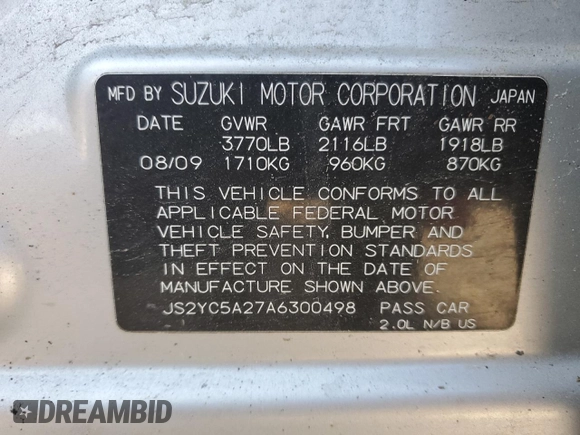 MFD BY SUZUKI MOTOR CORPORATION JAPAN
DATE GVWR GAWR FRT GAWR RR
3770LB 2116LB 1918LB
08/09 1710KG 960KG 870KG
THIS VEHICLE CONFORMS TO ALL
APPLICABLE FEDERAL MOTOR
VEHICLE SAFETY, BUMPER AND
THEFT PREVENTION STANDARDS
IN EFFECT ON THE DATE OF
MANUFACTURE SHOWN ABOVE.
JS2YC5A27A6300498 PASS CAR
2.0L N/B US
DREAMBID